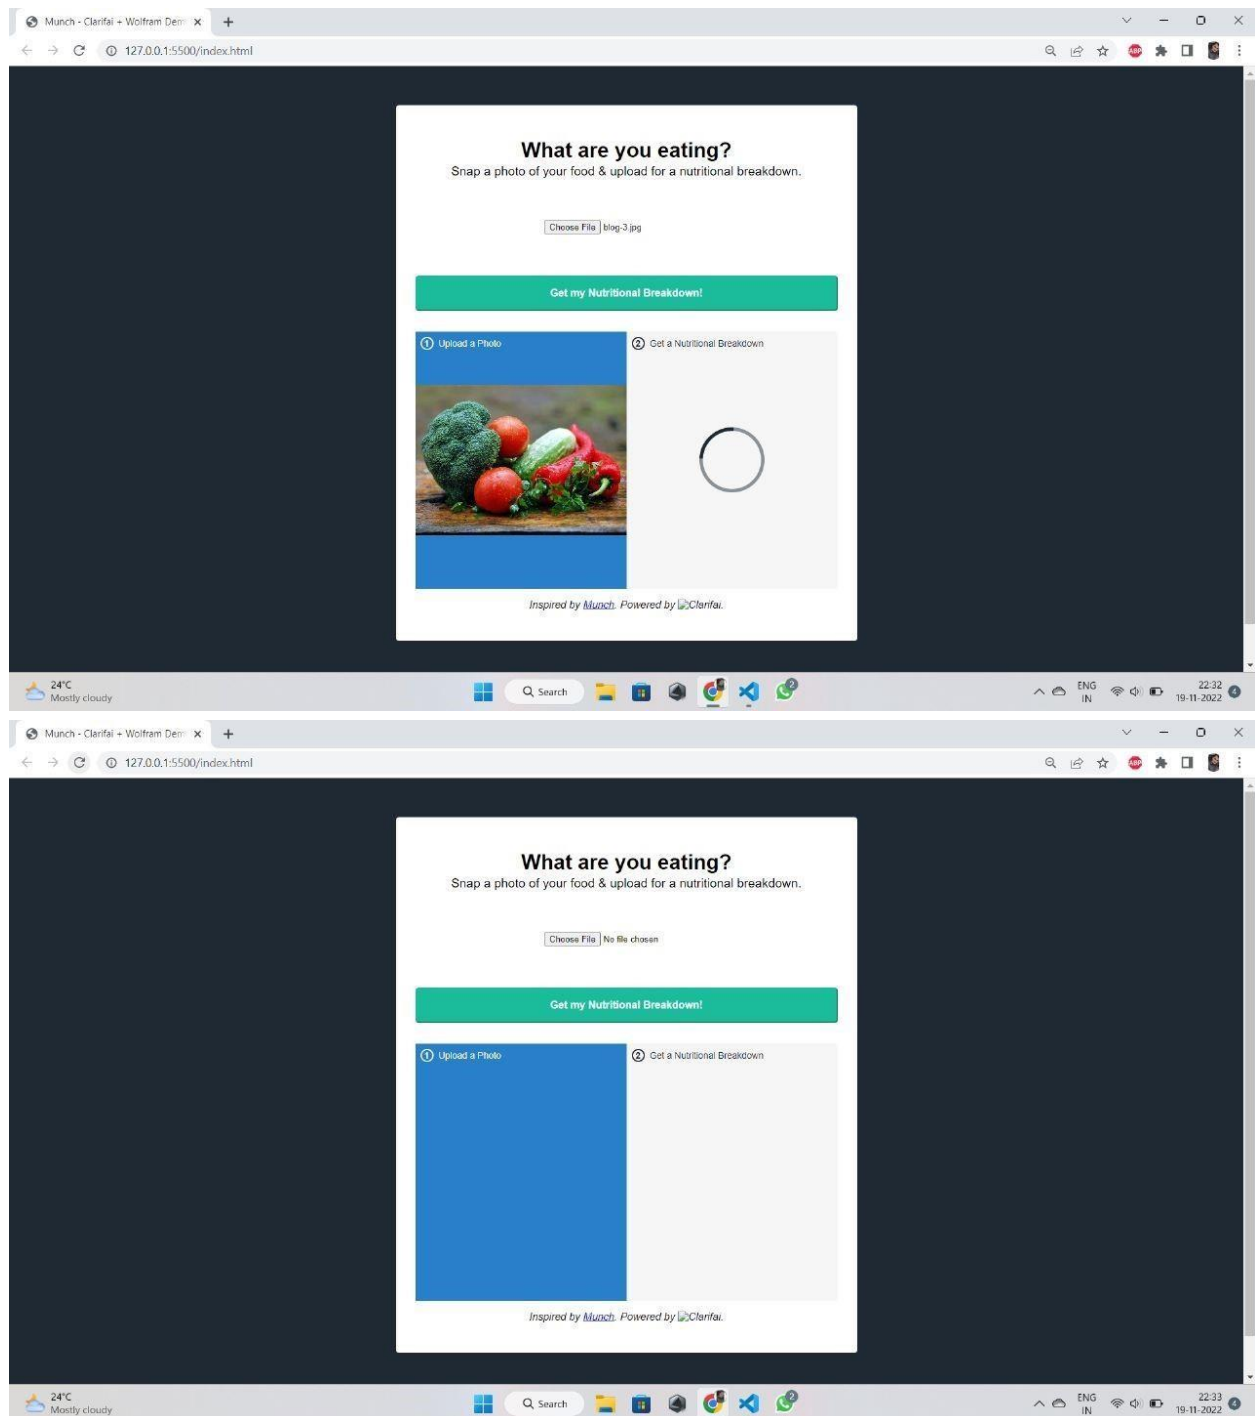 Munch - Clarifai + Wolfram Dem
127.0.0.1:5500/index.html
ABP
What are you eating?
Snap a photo of your food & upload for a nutritional breakdown.
Choose File blog-3.jpg
Get my Nutritional Breakdown!
1 Upload a Photo
2 Get a Nutritional Breakdown
Inspired by Munch. Powered by Clarifai.
24°C
Mostly cloudy
Search
2
ENG
IN
22:32
19-11-2022
4
Munch - Clarifai + Wolfram Dem
127.0.0.1:5500/index.html
ABP
What are you eating?
Snap a photo of your food & upload for a nutritional breakdown.
Choose File No file chosen
Get my Nutritional Breakdown!
1 Upload a Photo
2 Get a Nutritional Breakdown
Inspired by Munch. Powered by Clarifai.
24°C
Mostly cloudy
Search
2
ENG
IN
22:33
19-11-2022
4